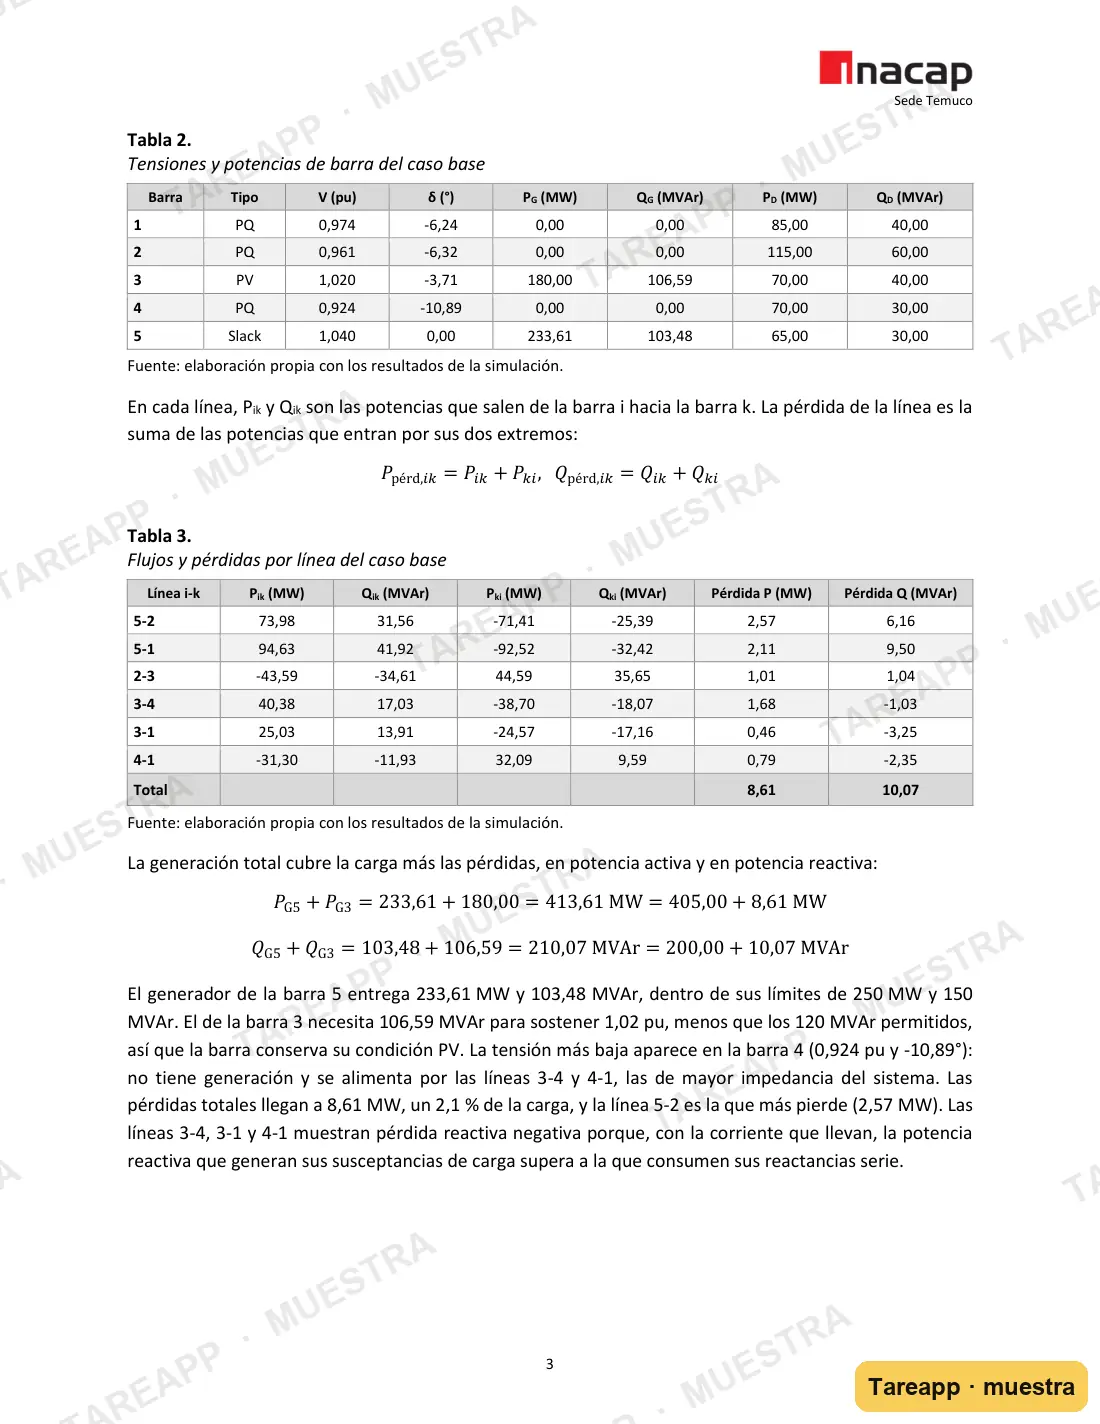 inacap
Sede Temuco
Tabla 2.
Tensiones y potencias de barra del caso base
Barra Tipo V (pu) δ (°) PG (MW) QG (MVAr) PD (MW) QD (MVAr)
1 PQ 0,974 -6,24 0,00 0,00 85,00 40,00
2 PQ 0,961 -6,32 0,00 0,00 115,00 60,00
3 PV 1,020 -3,71 180,00 106,59 70,00 40,00
4 PQ 0,924 -10,89 0,00 0,00 70,00 30,00
5 Slack 1,040 0,00 233,61 103,48 65,00 30,00
Fuente: elaboración propia con los resultados de la simulación.
En cada línea, Pik y Qik son las potencias que salen de la barra i hacia la barra k. La pérdida de la línea es la
suma de las potencias que entran por sus dos extremos:
Ppérd,ik = Pik + Pki, Qpérd,ik = Qik + Qki
Tabla 3.
Flujos y pérdidas por línea del caso base
Línea i-k Pik (MW) Qik (MVAr) Pki (MW) Qki (MVAr) Pérdida P (MW) Pérdida Q (MVAr)
5-2 73,98 31,56 -71,41 -25,39 2,57 6,16
5-1 94,63 41,92 -92,52 -32,42 2,11 9,50
2-3 -43,59 -34,61 44,59 35,65 1,01 1,04
3-4 40,38 17,03 -38,70 -18,07 1,68 -1,03
3-1 25,03 13,91 -24,57 -17,16 0,46 -3,25
4-1 -31,30 -11,93 32,09 9,59 0,79 -2,35
Total 8,61 10,07
Fuente: elaboración propia con los resultados de la simulación.
La generación total cubre la carga más las pérdidas, en potencia activa y en potencia reactiva:
PG5 + PG3 = 233,61 + 180,00 = 413,61 MW = 405,00 + 8,61 MW
QG5 + QG3 = 103,48 + 106,59 = 210,07 MVAr = 200,00 + 10,07 MVAr
El generador de la barra 5 entrega 233,61 MW y 103,48 MVAr, dentro de sus límites de 250 MW y 150
MVAr. El de la barra 3 necesita 106,59 MVAr para sostener 1,02 pu, menos que los 120 MVAr permitidos,
así que la barra conserva su condición PV. La tensión más baja aparece en la barra 4 (0,924 pu y -10,89°):
no tiene generación y se alimenta por las líneas 3-4 y 4-1, las de mayor impedancia del sistema. Las
pérdidas totales llegan a 8,61 MW, un 2,1 % de la carga, y la línea 5-2 es la que más pierde (2,57 MW). Las
líneas 3-4, 3-1 y 4-1 muestran pérdida reactiva negativa porque, con la corriente que llevan, la potencia
reactiva que generan sus susceptancias de carga supera a la que consumen sus reactancias serie.
3
Tareapp · muestra
TAREAPP · MUESTRA